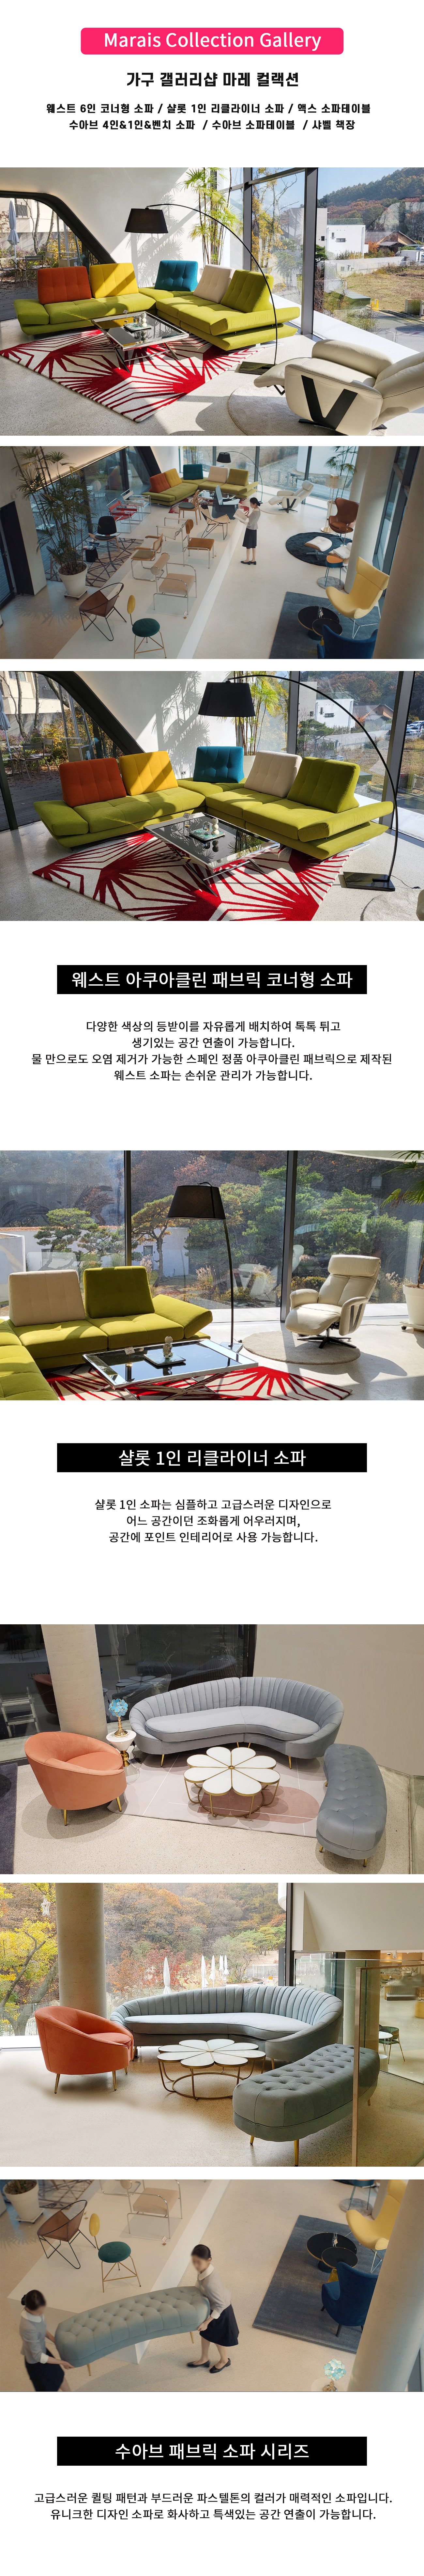 Marais Collection Gallery
가구 갤러리샵 마레 컬랙션
웨스트 6인 코너형 소파 / 샬롯 1인 리클라이너 소파 / 액스 소파테이블
수아브 4인&1인&벤치 소파 / 수아브 소파테이블 / 샤벨 책장
웨스트 아쿠아클린 패브릭 코너형 소파
다양한 색상의 등받이를 자유롭게 배치하여 톡톡 튀고
생기있는 공간 연출이 가능합니다.
물 만으로도 오염 제거가 가능한 스페인 정품 아쿠아클린 패브릭으로 제작된
웨스트 소파는 손쉬운 관리가 가능합니다.
샬롯 1인 리클라이너 소파
샬롯 1인 소파는 심플하고 고급스러운 디자인으로
어느 공간이던 조화롭게 어우러지며,
공간에 포인트 인테리어로 사용 가능합니다.
수아브 패브릭 소파 시리즈
고급스러운 퀼팅 패턴과 부드러운 파스텔톤의 컬러가 매력적인 소파입니다.
유니크한 디자인 소파로 화사하고 특색있는 공간 연출이 가능합니다.